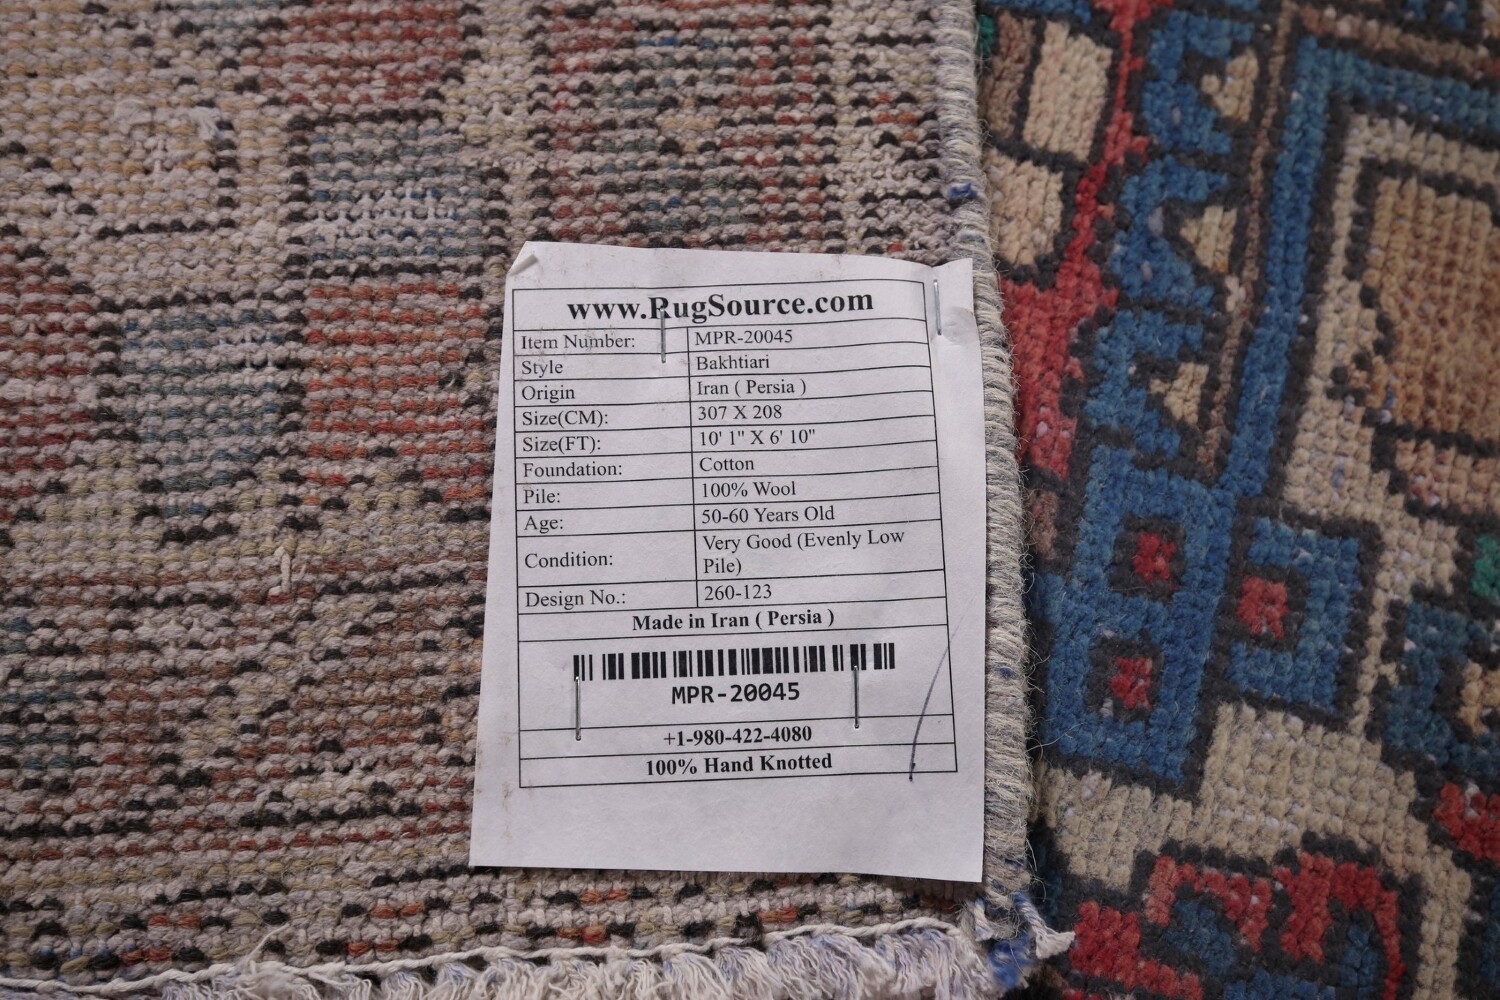 www.RugSource.com
Item Number: MPR-20045
Style Bakhtiari
Origin Iran ( Persia )
Size(CM): 307 X 208
Size(FT): 10' 1" X 6' 10"
Foundation: Cotton
Pile: 100% Wool
Age: 50-60 Years Old
Condition: Very Good (Evenly Low
Pile)
Design No.: 260-123
Made in Iran ( Persia )
MPR-20045
+1-980-422-4080
100% Hand Knotted